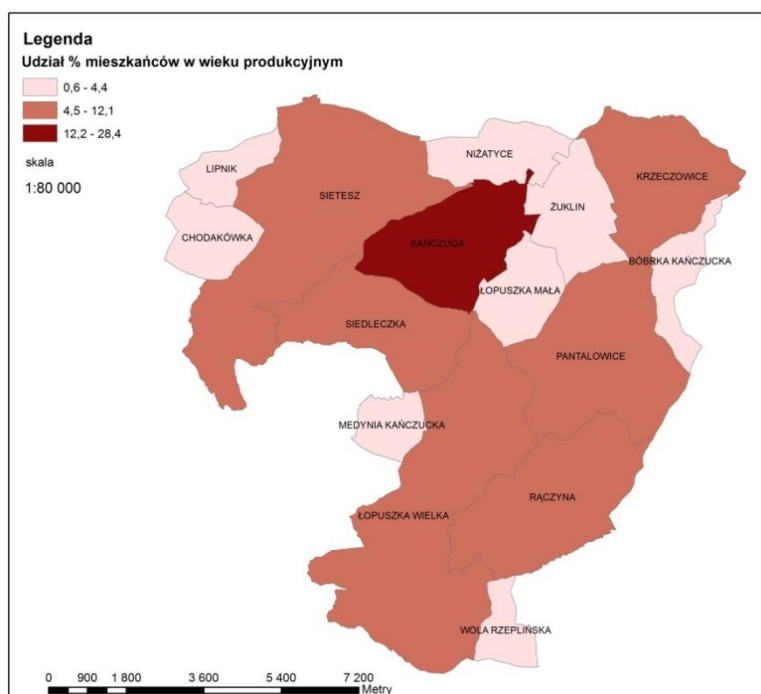 Legenda
Udział % mieszkańców w wieku produkcyjnym
0,6 - 4,4
4,5 - 12,1
12,2 - 28,4
skala
1:80 000
NIŻATYCE
LIPNIK
KRZECZOWICE
SIETESZ
ŻUKLIN
CHODAKÓWKA
KAŃCZUGA
BÓBRKA KAŃCZUCKA
ŁOPUSZKA MAŁA
SIEDLECZKA
PANTALOWICE
MEDYNIA KAŃCZUCKA
RĄCZYNA
ŁOPUSZKA WIELKA
WOLA RZEPLIŃSKA
0 900 1 800 3 600 5 400 7 200
Metry